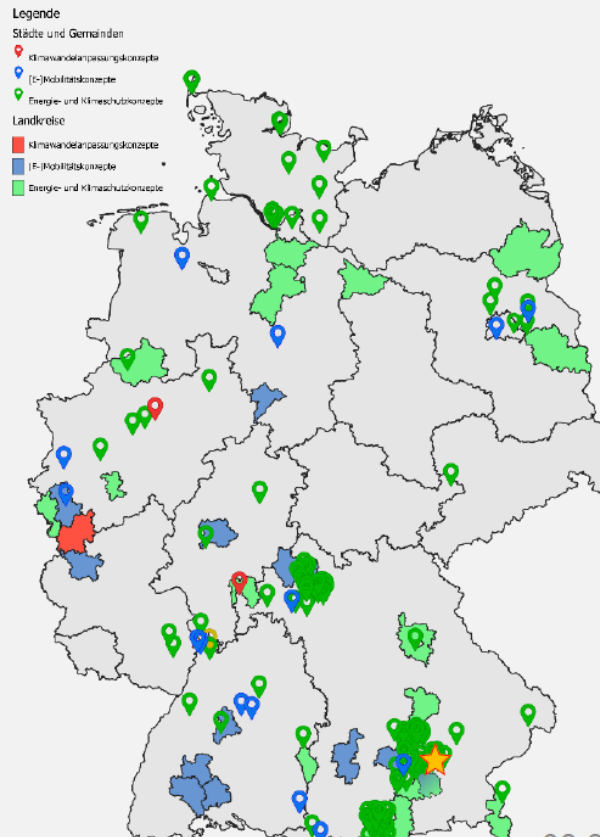 Legende
Städte und Gemeinden
Klimawandelanpassungskonzepte
[E-]Mobilitätskonzepte
Energie- und Klimaschutzkonzepte
Landkreise
Klimawandelanpassungskonzepte
[E-]Mobilitätskonzepte
Energie- und Klimaschutzkonzepte